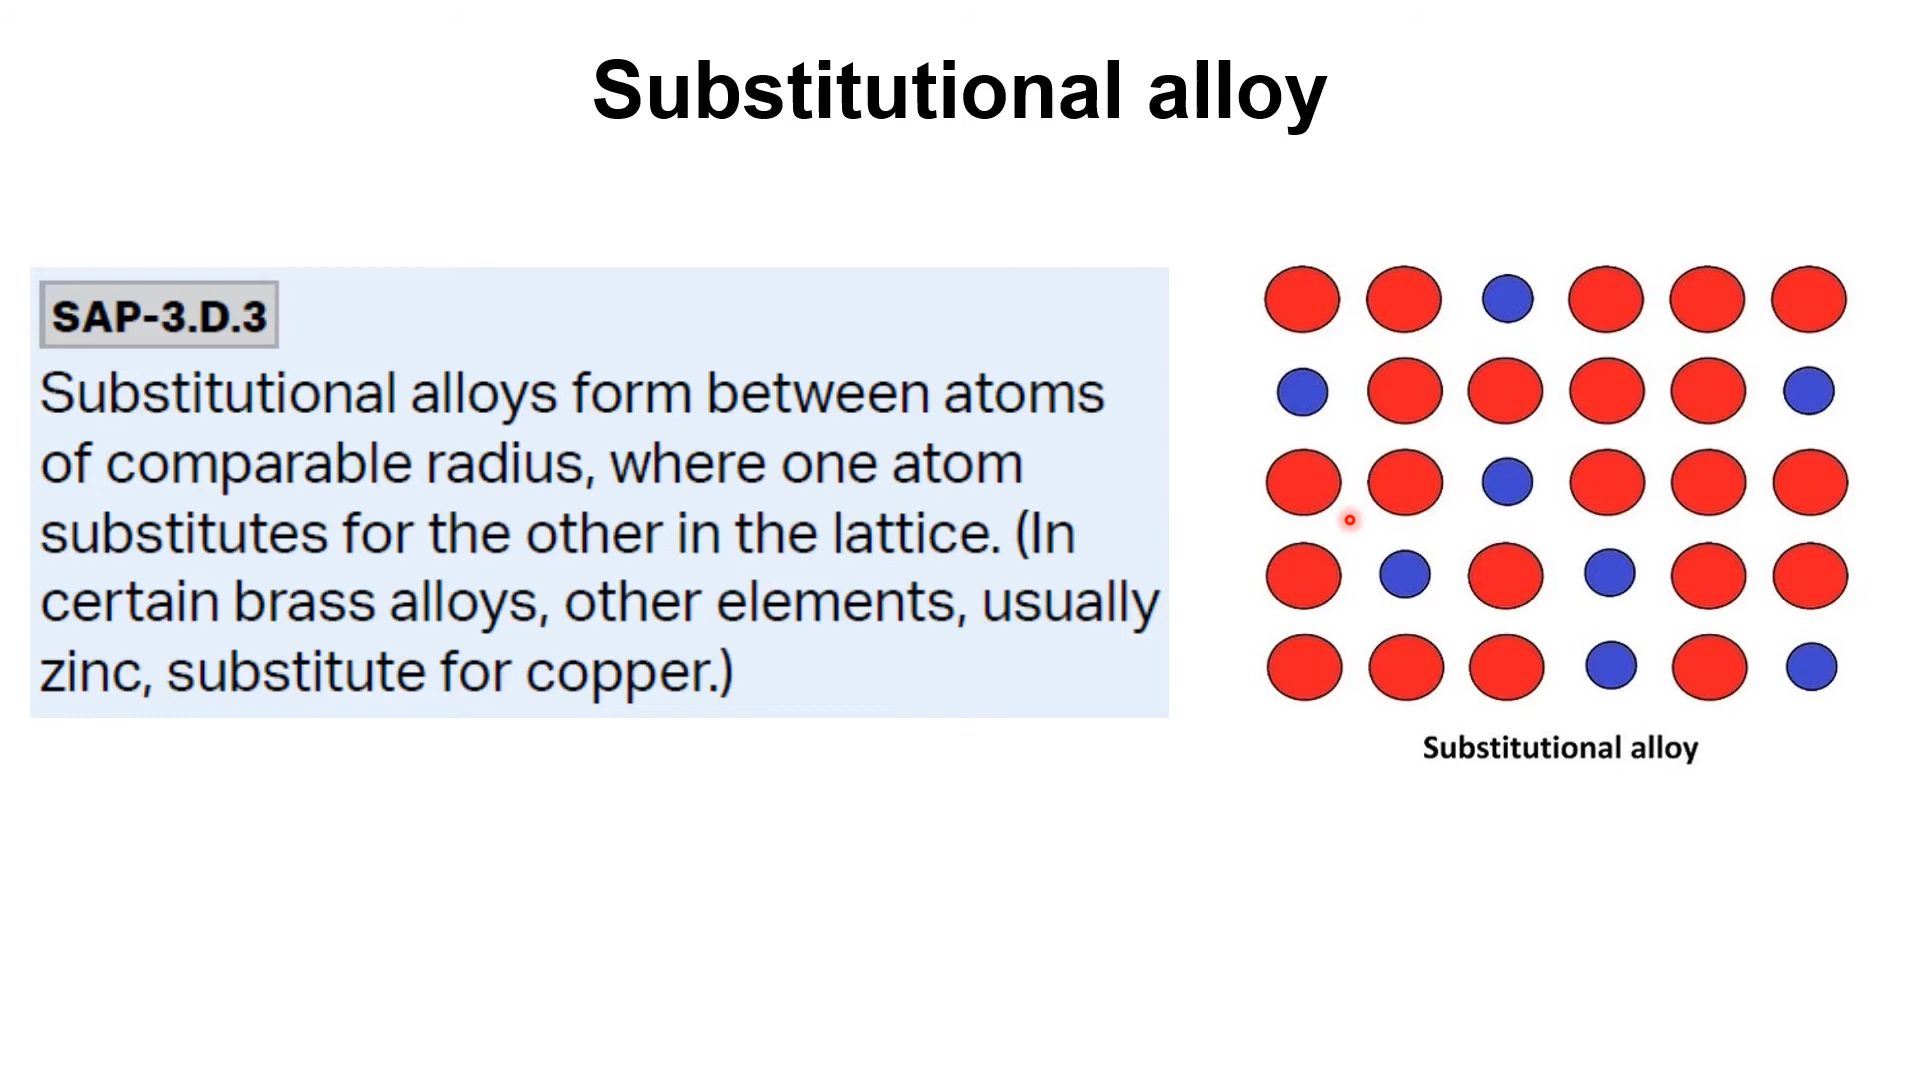 Substitutional alloy
SAP-3.D.3
Substitutional alloys form between atoms
of comparable radius, where one atom
substitutes for the other in the lattice. (In
certain brass alloys, other elements, usually
zinc, substitute for copper.)
Substitutional alloy